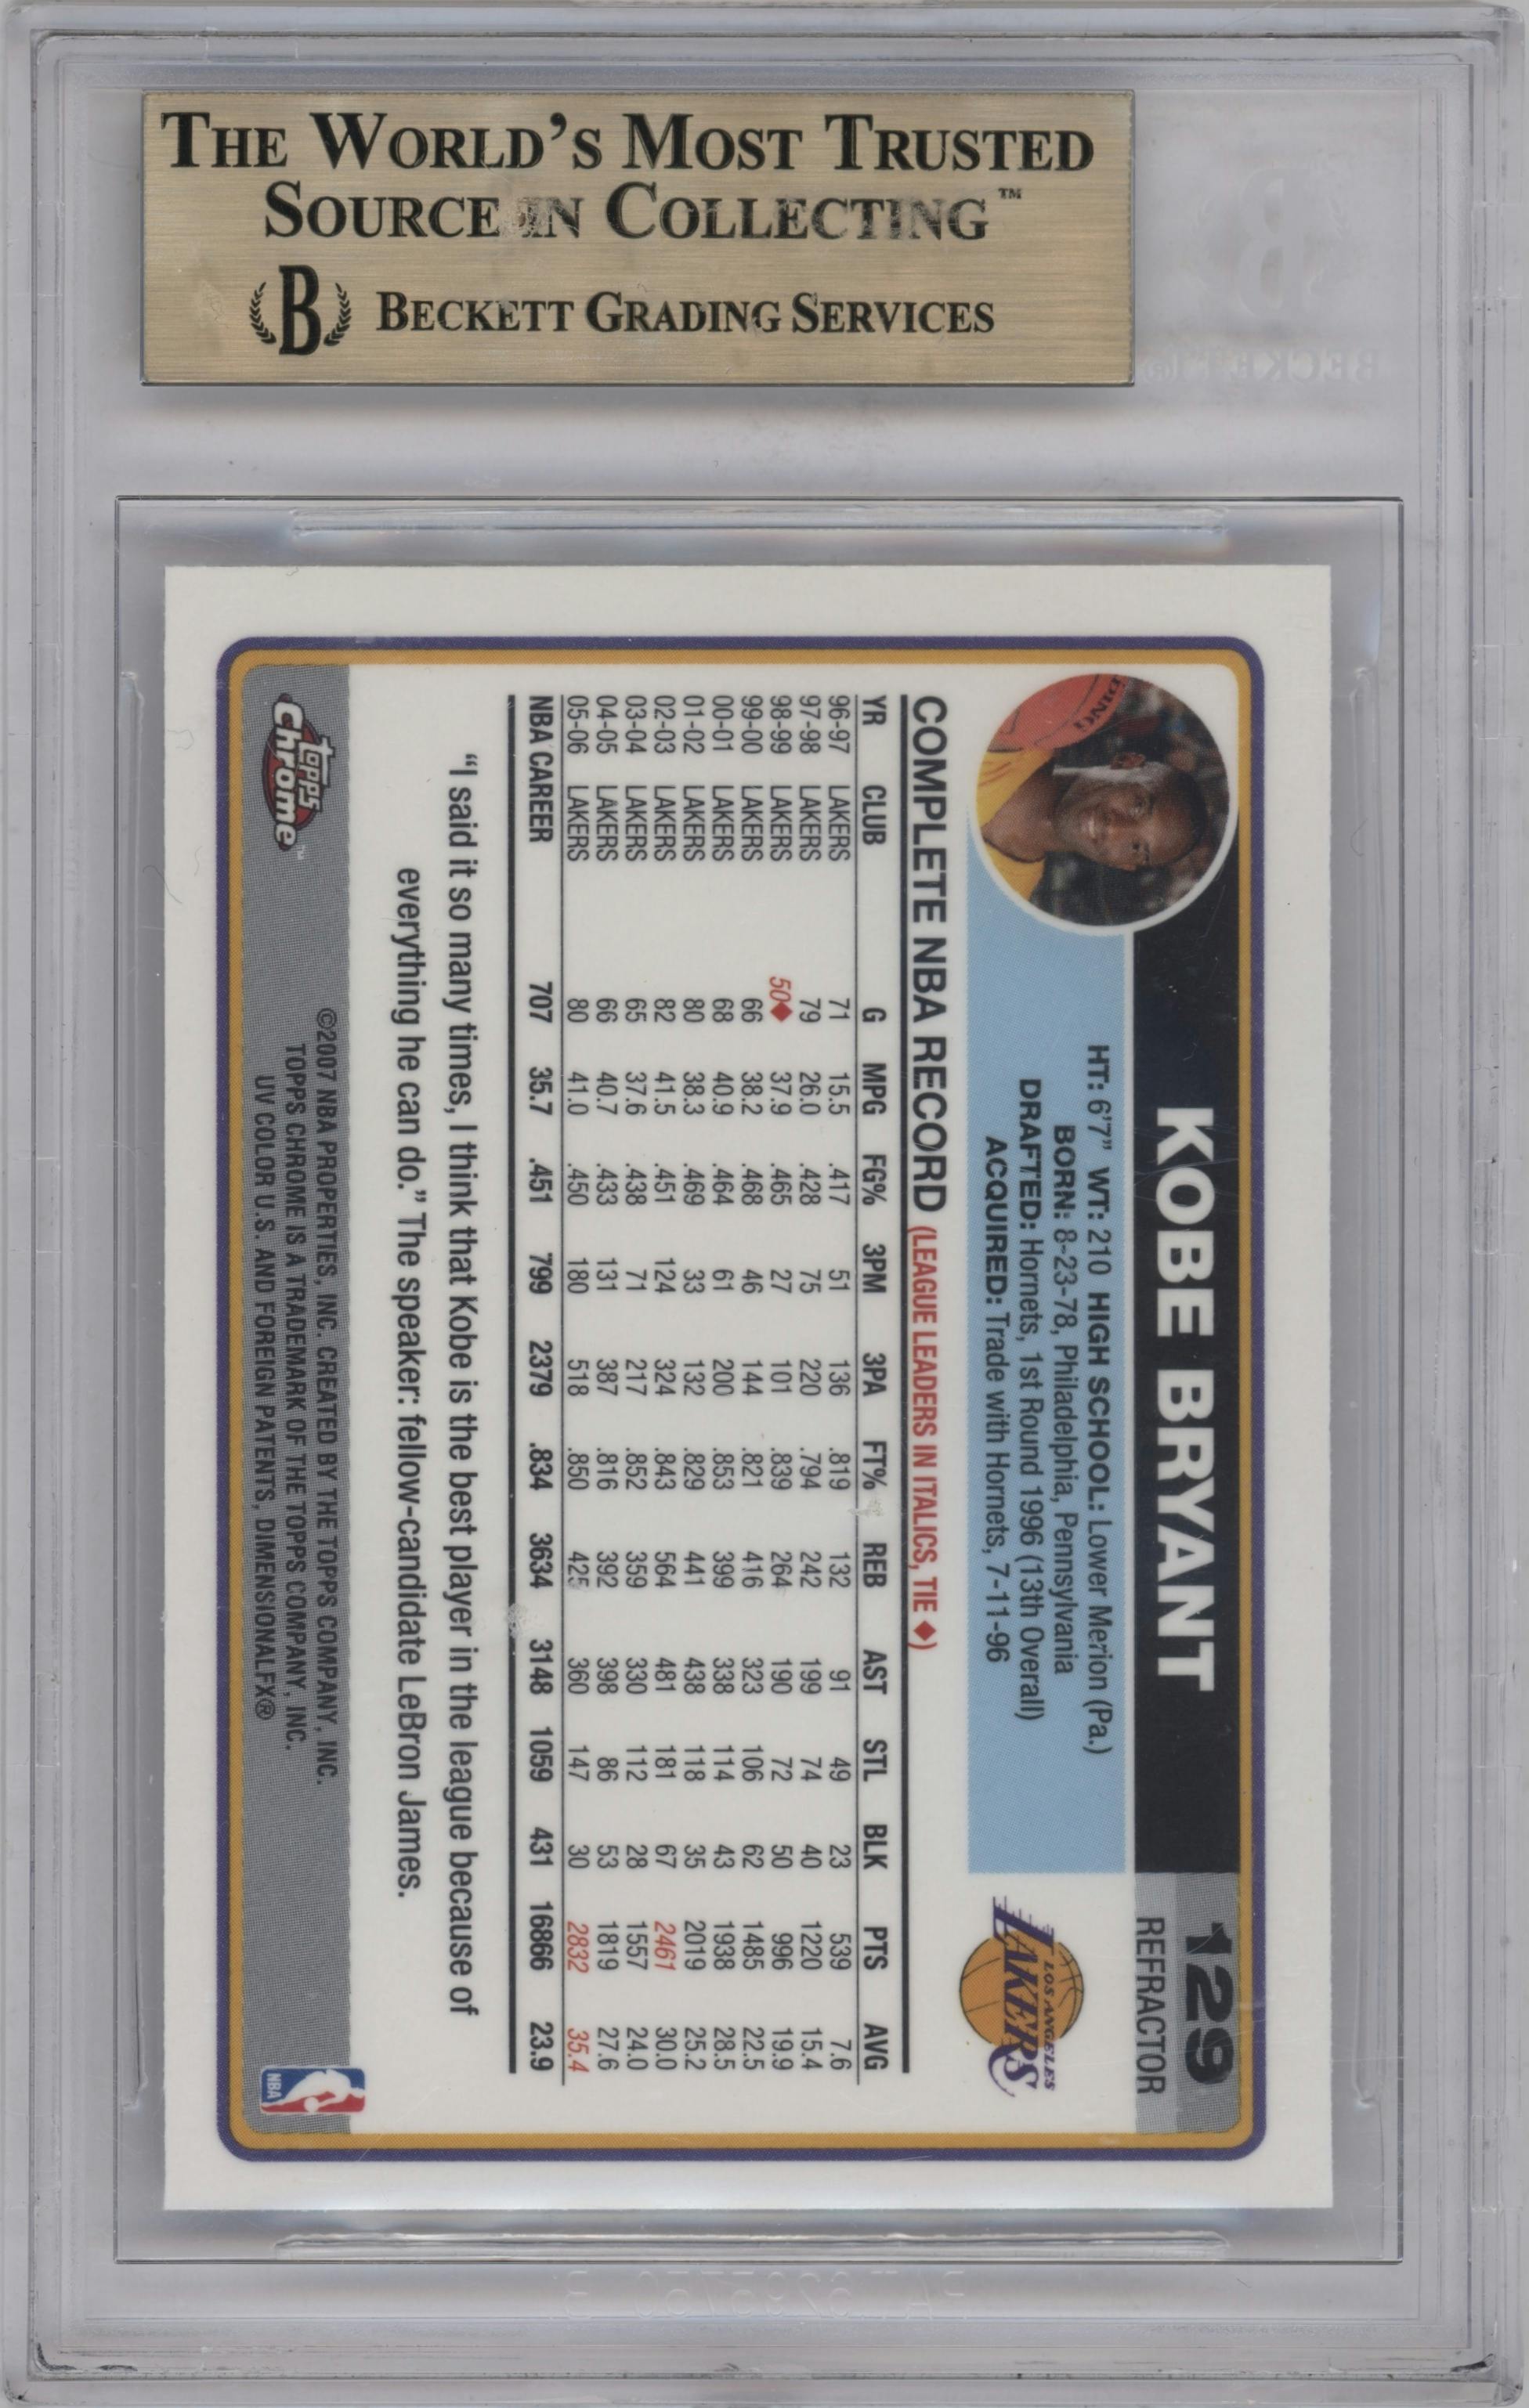 THE WORLD'S MOST TRUSTED
SOURCE IN COLLECTING™
B BECKETT GRADING SERVICES
129
REFRACTOR
KOBE BRYANT
HT: 6'7" WT: 210 HIGH SCHOOL: Lower Merion (Pa.)
BORN: 8-23-78, Philadelphia, Pennsylvania
DRAFTED: Hornets, 1st Round 1996 (13th Overall)
ACQUIRED: Trade with Hornets, 7-11-96
LOS ANGELES
LAKERS
COMPLETE NBA RECORD (LEAGUE LEADERS IN ITALICS, TIE ♦)
YR CLUB G MPG FG% 3PM 3PA FT% REB AST STL BLK PTS AVG
96-97 LAKERS 71 15.5 .417 51 136 .819 132 91 49 23 539 7.6
97-98 LAKERS 79 26.0 .428 75 220 .794 242 199 74 40 1220 15.4
98-99 LAKERS 50♦ 37.9 .465 27 101 .839 264 190 72 50 996 19.9
99-00 LAKERS 66 38.2 .468 46 144 .821 416 323 106 62 1485 22.5
00-01 LAKERS 68 40.9 .464 61 200 .853 399 338 114 43 1938 28.5
01-02 LAKERS 80 38.3 .469 33 132 .829 441 438 118 35 2019 25.2
02-03 LAKERS 82 41.5 .451 124 324 .843 564 481 181 67 2461 30.0
03-04 LAKERS 65 37.6 .438 71 217 .852 359 330 112 28 1557 24.0
04-05 LAKERS 66 40.7 .433 131 387 .816 392 398 86 53 1819 27.6
05-06 LAKERS 80 41.0 .450 180 518 .850 425 360 147 30 2832 35.4
NBA CAREER 707 35.7 .451 799 2379 .834 3634 3148 1059 431 16866 23.9
“I said it so many times, I think that Kobe is the best player in the league because of
everything he can do.” The speaker: fellow-candidate LeBron James.
topps
Chrome™
©2007 NBA PROPERTIES, INC. CREATED BY THE TOPPS COMPANY, INC.
TOPPS CHROME IS A TRADEMARK OF THE TOPPS COMPANY, INC.
UV COLOR U.S. AND FOREIGN PATENTS, DIMENSIONALFX®
NBA